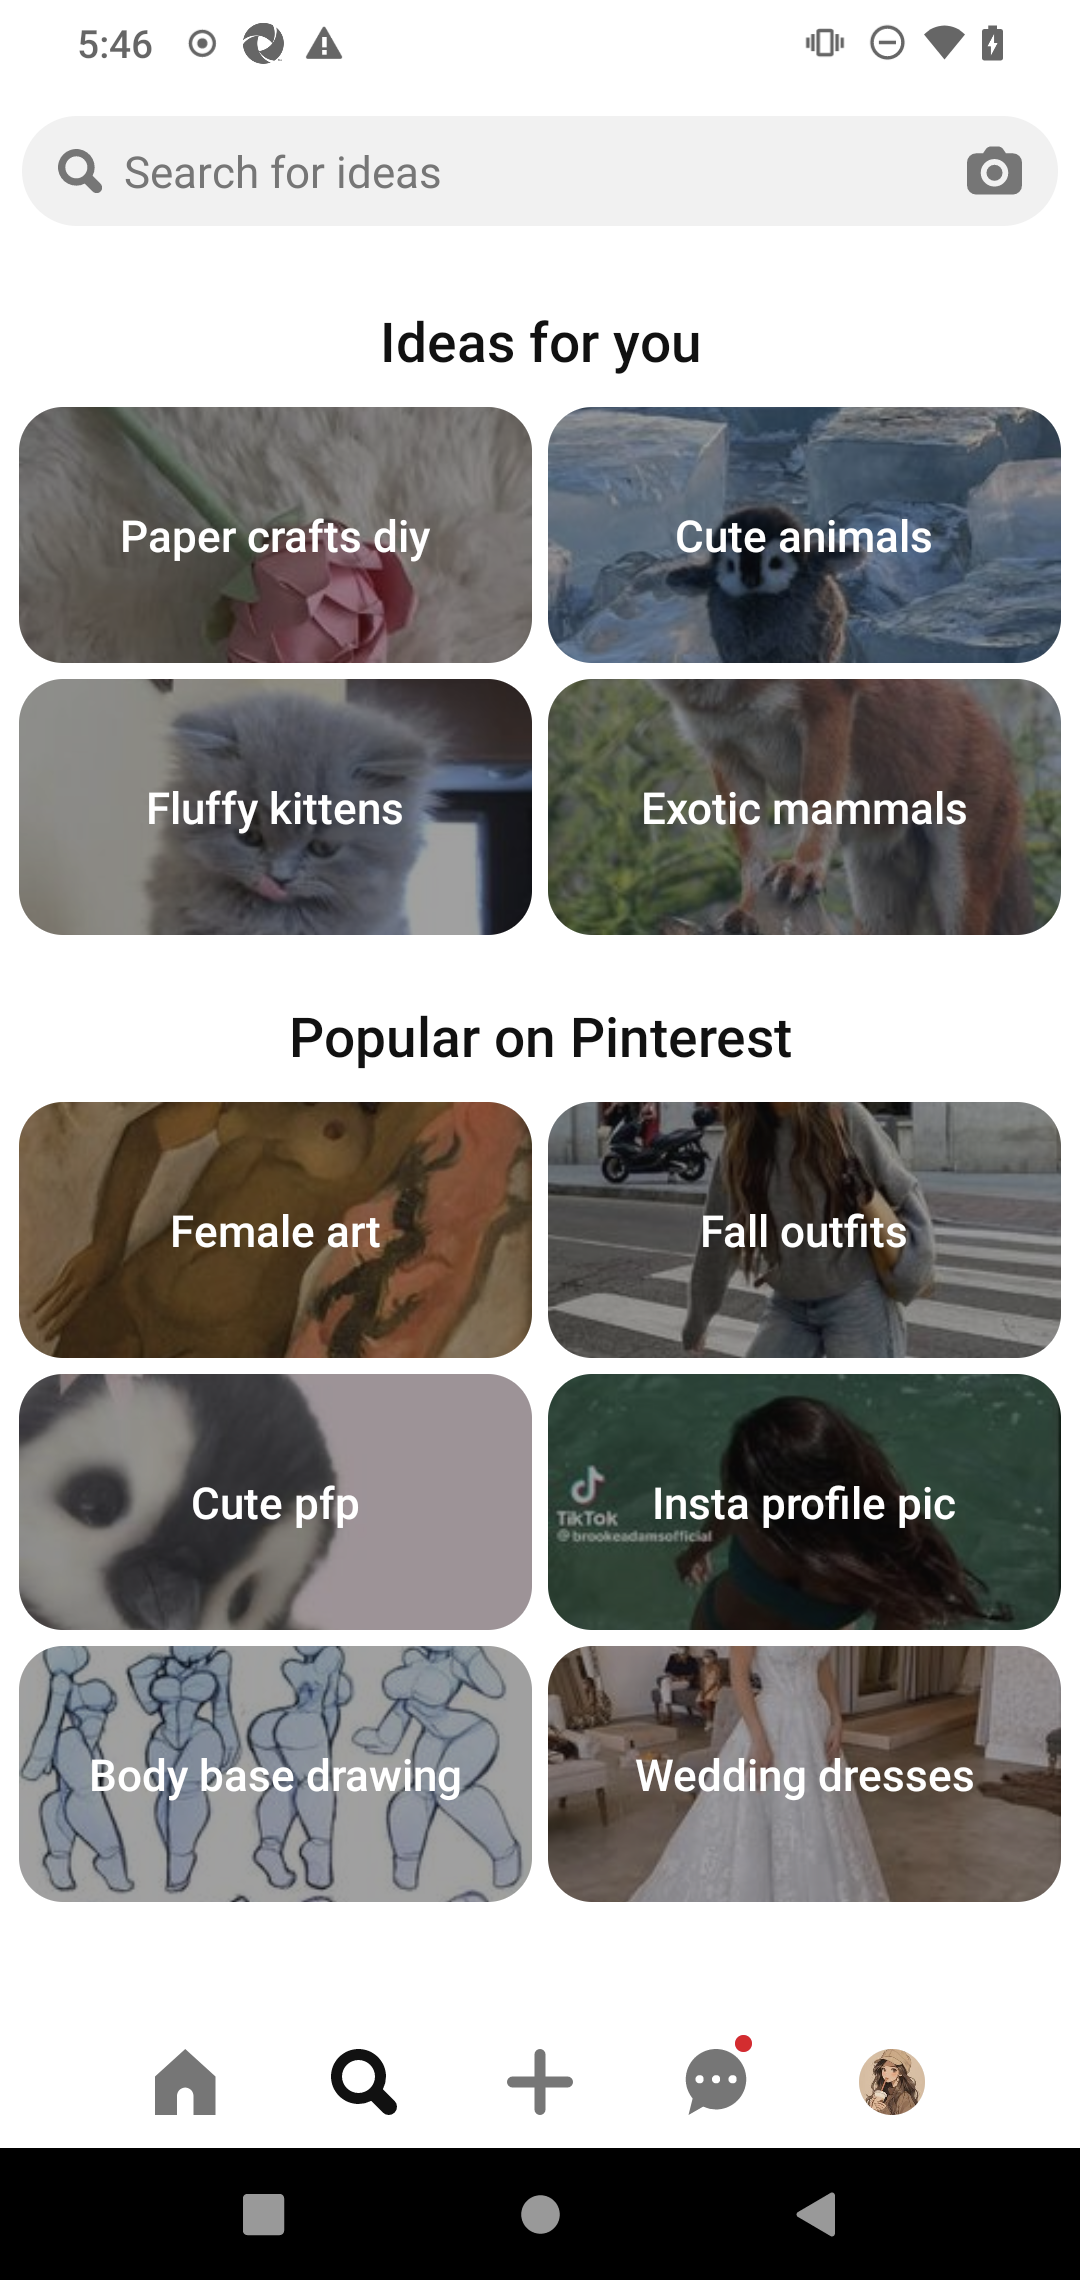 5:46
Search for ideas
Ideas for you
Paper crafts diy
Cute animals
Fluffy kittens
Exotic mammals
Popular on Pinterest
Female art
Fall outfits
Cute pfp
TikTok
@brookeadamsofficial
Insta profile pic
Body base drawing
Wedding dresses